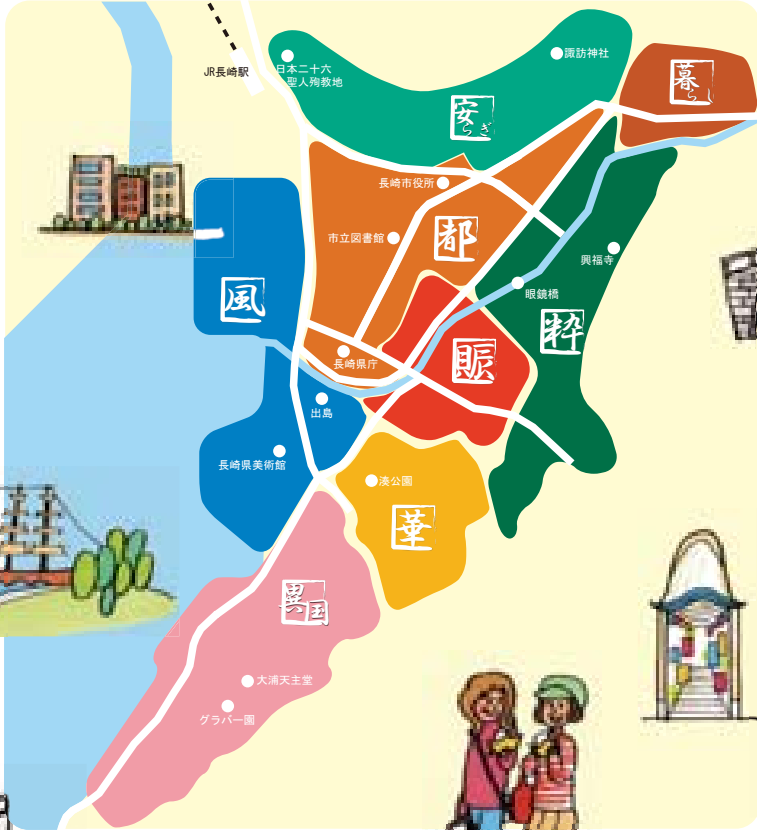 JR長崎駅
日本二十六
聖人殉教地
諏訪神社
暮らし
安らぎ
長崎市役所
市立図書館
都
興福寺
眼鏡橋
風
粋
賑
長崎県庁
出島
長崎県美術館
湊公園
華
異国
大浦天主堂
グラバー園